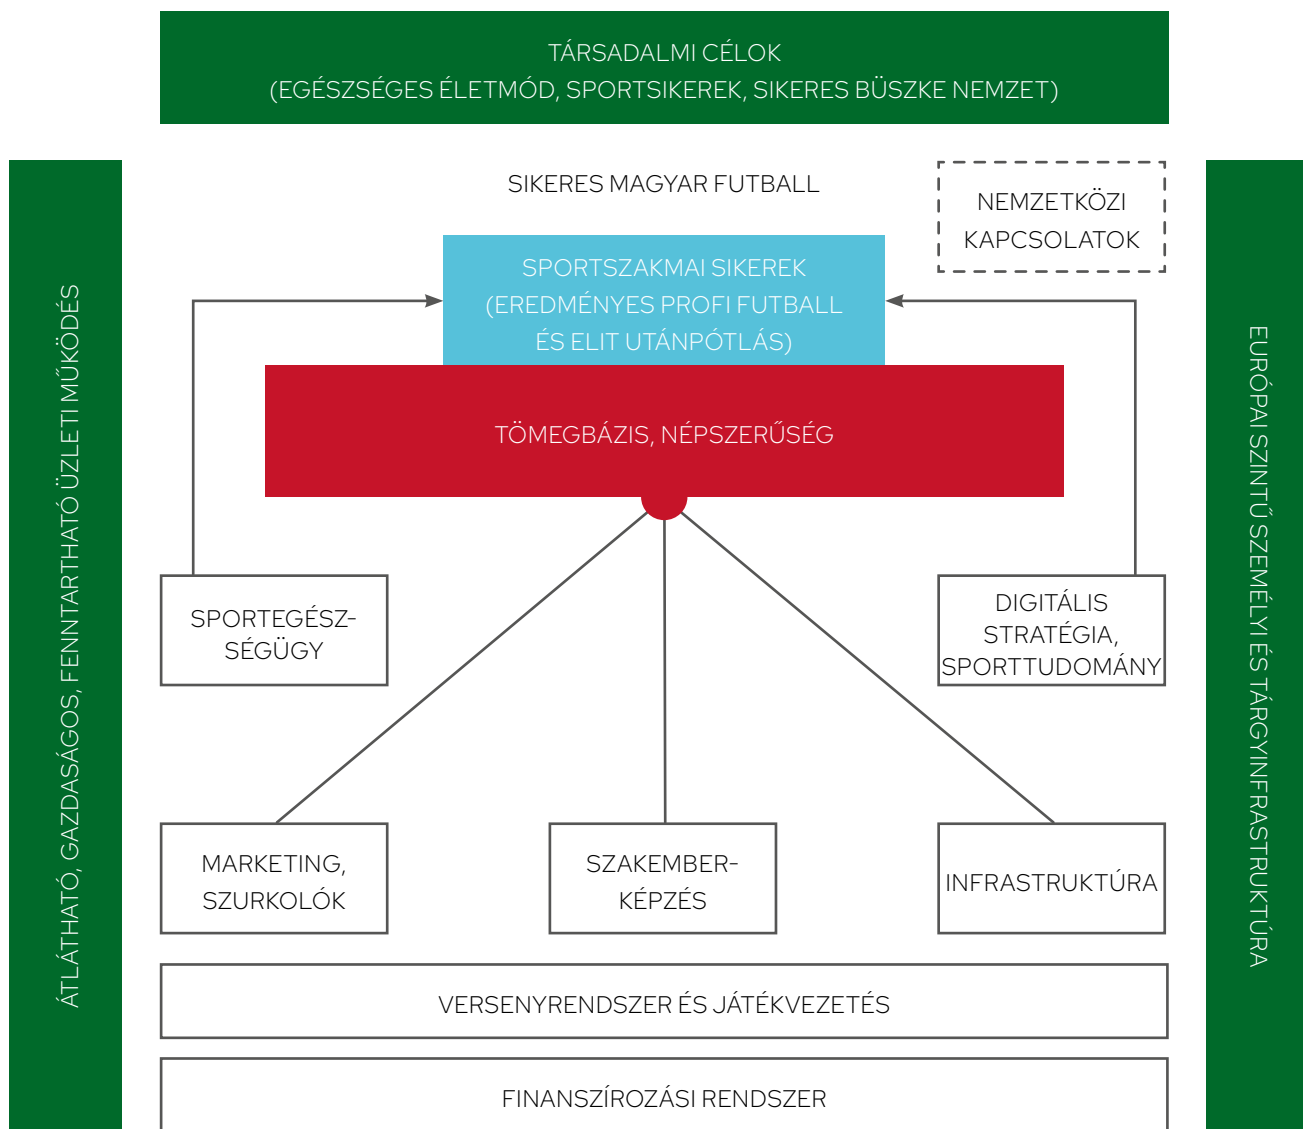 TÁRSADALMI CÉLOK
(EGÉSZSÉGES ÉLETMÓD, SPORTSIKEREK, SIKERES BÜSZKE NEMZET)
ÁTLÁTHATÓ, GAZDASÁGOS, FENNTARTHATÓ ÜZLETI MŰKÖDÉS
SIKERES MAGYAR FUTBALL
NEMZETKÖZI
KAPCSOLATOK
SPORTSZAKMAI SIKEREK
(EREDMÉNYES PROFI FUTBALL
ÉS ELIT UTÁNPÓTLÁS)
TÖMEGBÁZIS, NÉPSZERŰSÉG
SPORTEGÉSZ-
SÉGÜGY
DIGITÁLIS
STRATÉGIA,
SPORTTUDOMÁNY
MARKETING,
SZURKOLÓK
SZAKEMBER-
KÉPZÉS
INFRASTRUKTÚRA
VERSENYRENDSZER ÉS JÁTÉKVEZETÉS
FINANSZÍROZÁSI RENDSZER
EURÓPAI SZINTŰ SZEMÉLYI ÉS TÁRGYINFRASTRUKTÚRA